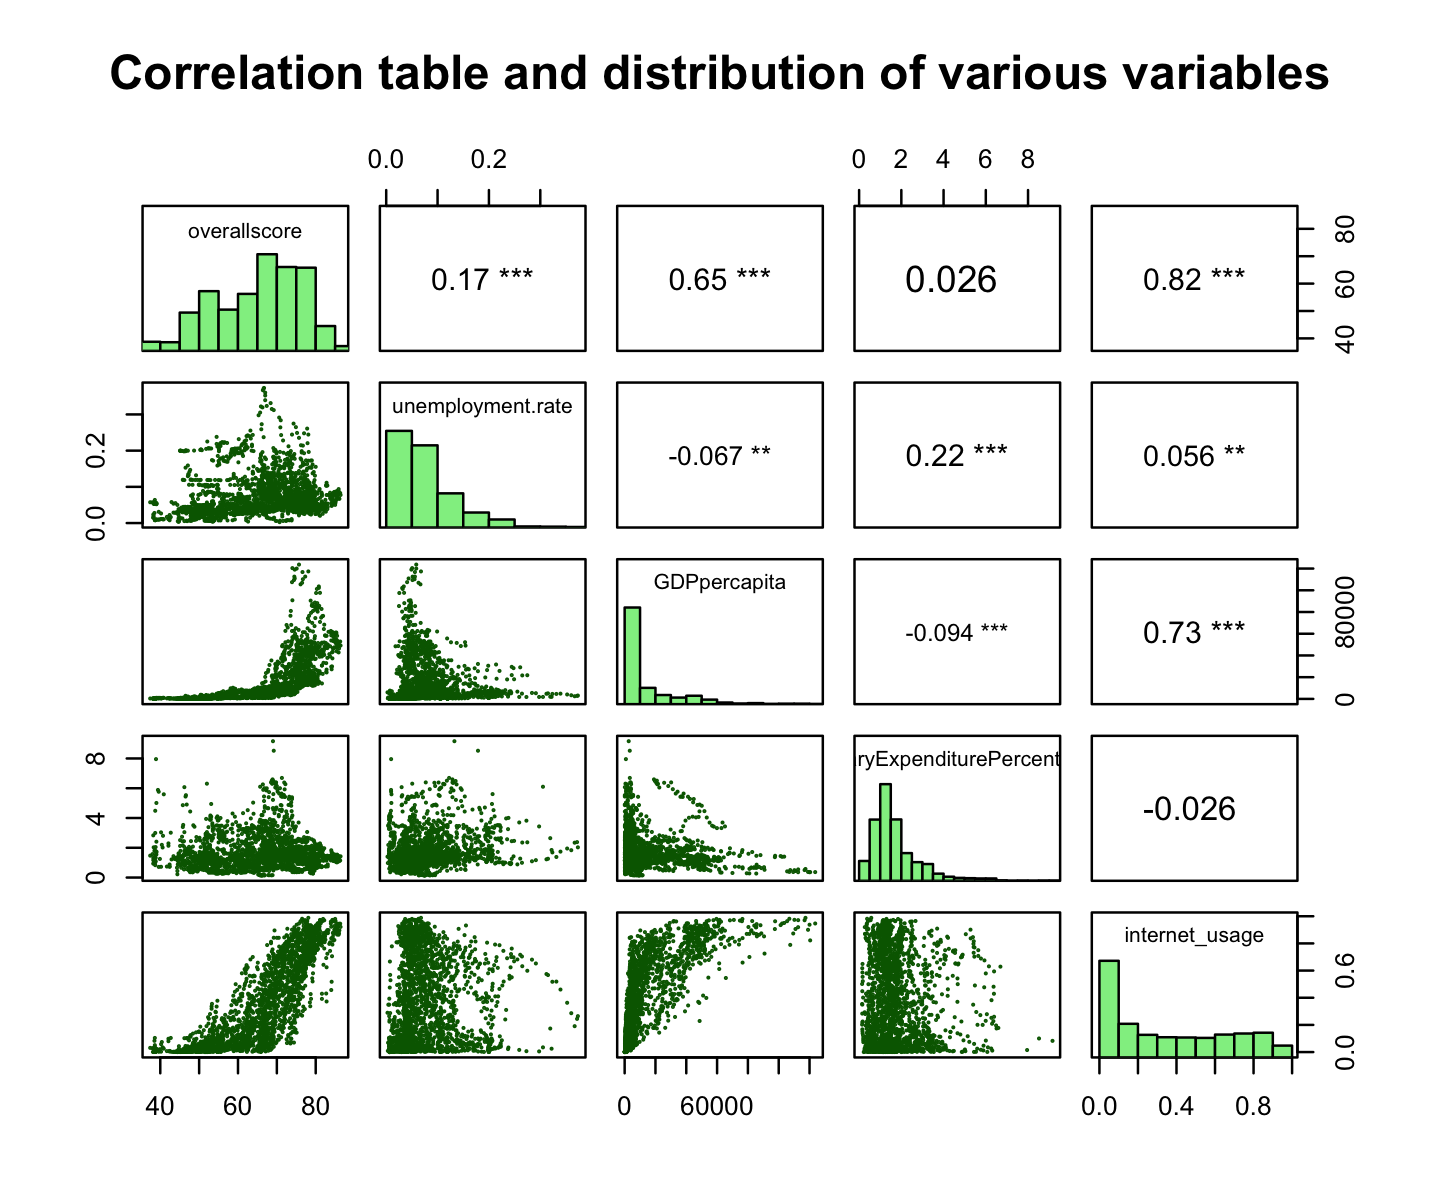 Correlation table and distribution of various variables
0.0 0.2 0 2 4 6 8
overallscore
0.17 *** 0.65 *** 0.026 0.82 ***
40 60 80
unemployment.rate
-0.067 ** 0.22 *** 0.056 **
0.0 0.2
GDPpercapita
-0.094 *** 0.73 ***
0 800000
ryExpenditurePercent
-0.026
0 4 8
internet_usage
0.0 0.6
40 60 80 0 60000 0.0 0.4 0.8